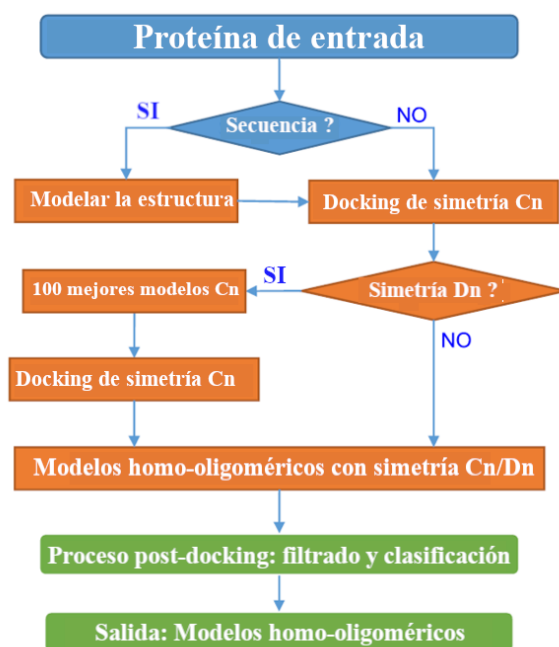 Proteína de entrada
SI
Secuencia ?
NO
Modelar la estructura
Docking de simetría Cn
SI
100 mejores modelos Cn
Simetría Dn ?
NO
Docking de simetría Cn
Modelos homo-oligoméricos con simetría Cn/Dn
Proceso post-docking: filtrado y clasificación
Salida: Modelos homo-oligoméricos